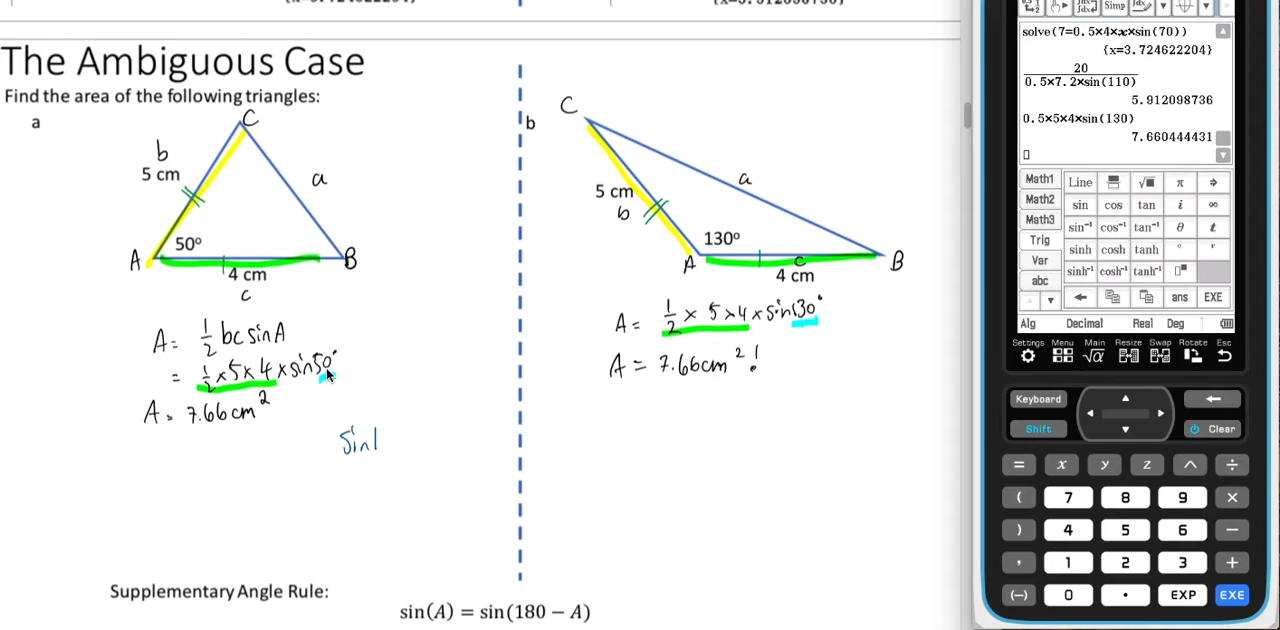 The Ambiguous Case
Find the area of the following triangles:
a
C
b
5 cm
a
50°
A
B
4 cm
c
A = 1/2 bc sin A
= 1/2 × 5 × 4 × sin 50°
A = 7.66 cm²
sin1
b
C
5 cm
b
a
130°
A
c
B
4 cm
A = 1/2 × 5 × 4 × sin 130°
A = 7.66 cm² !
Supplementary Angle Rule:
sin(A) = sin(180 − A)
Simp
solve(7=0.5×4×x×sin(70))
{x=3.724622204}
20
0.5×7.2×sin(110)
5.912098736
0.5×5×4×sin(130)
7.660444431
Math1 Line √■ π ⇒
Math2 sin cos tan i ∞
Math3 sin⁻¹ cos⁻¹ tan⁻¹ θ t
Trig sinh cosh tanh ° r
Var sinh⁻¹ cosh⁻¹ tanh⁻¹
abc
ans EXE
Alg Decimal Real Deg
Settings Menu Main Resize Swap Rotate Esc
Keyboard
Shift Clear
= x y z ^ ÷
( 7 8 9 ×
) 4 5 6 −
, 1 2 3 +
(−) 0 • EXP EXE